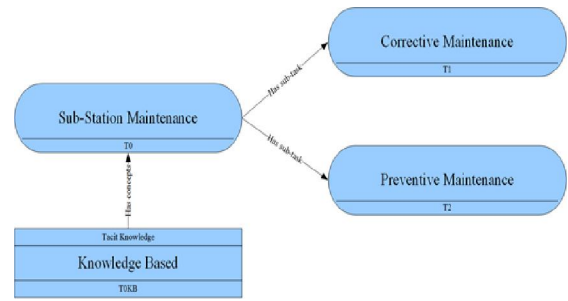 Corrective Maintenance
T1
Has sub-task
Sub-Station Maintenance
T0
Has sub-task
Preventive Maintenance
T2
Has concepts
Tacit Knowledge
Knowledge Based
T0KB